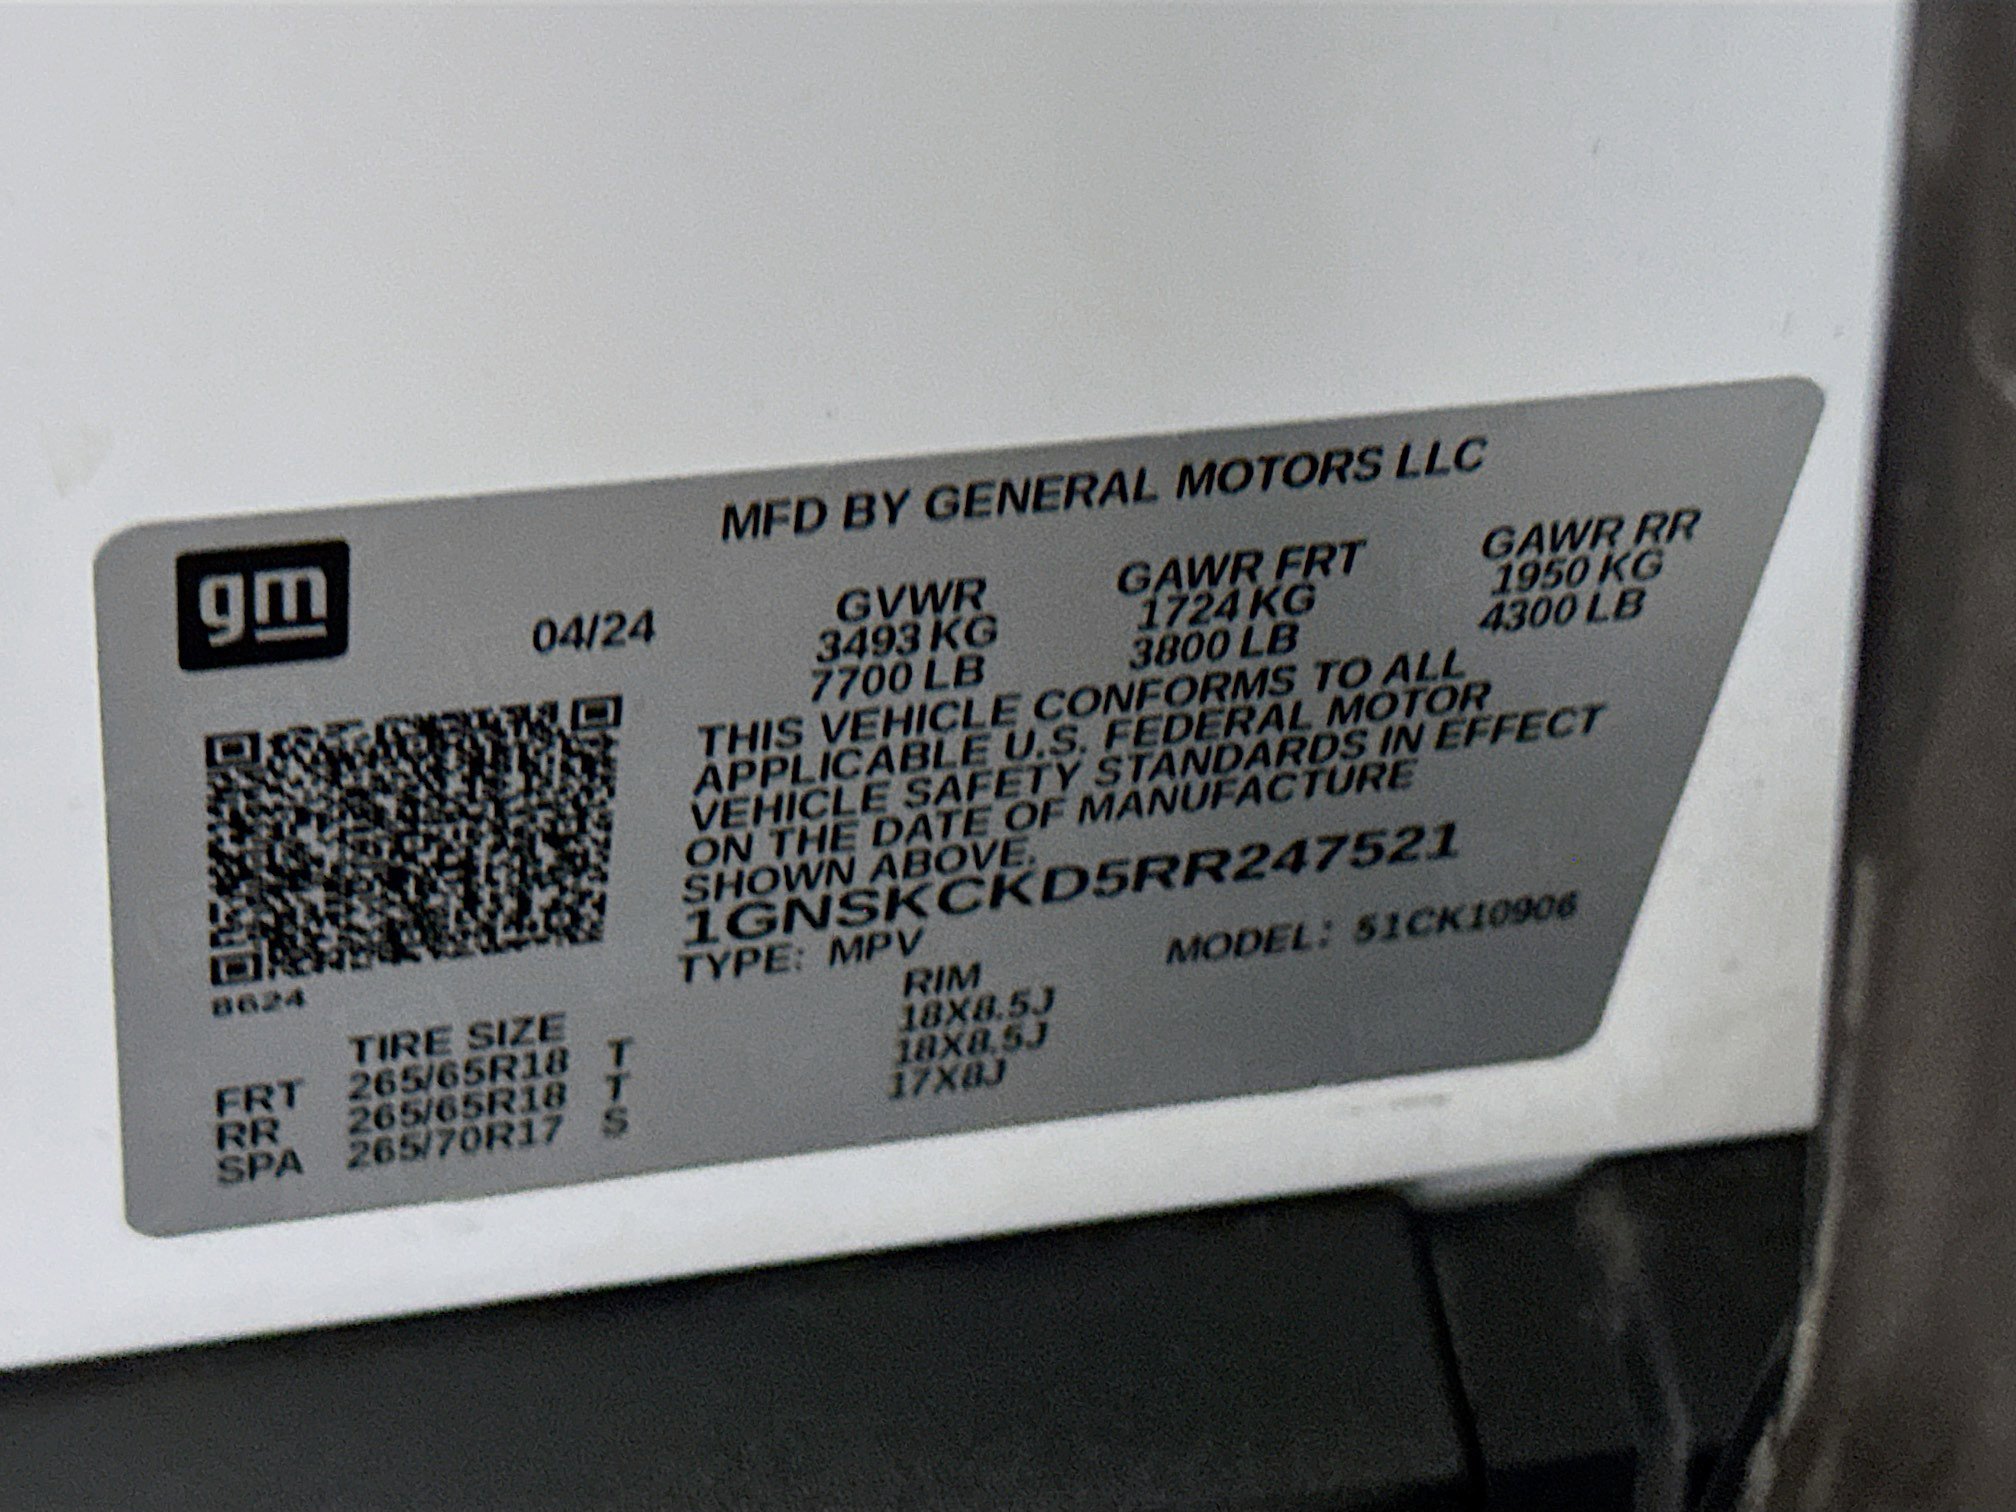 MFD BY GENERAL MOTORS LLC
gm
04/24 GVWR GAWR FRT GAWR RR
3493 KG 1724 KG 1950 KG
7700 LB 3800 LB 4300 LB
THIS VEHICLE CONFORMS TO ALL
APPLICABLE U.S. FEDERAL MOTOR
VEHICLE SAFETY STANDARDS IN EFFECT
ON THE DATE OF MANUFACTURE
SHOWN ABOVE.
1GNSKCKD5RR247521
TYPE: MPV MODEL: 51CK10906
8624
TIRE SIZE RIM
FRT 265/65R18 T 18X8.5J
RR 265/65R18 T 18X8.5J
SPA 265/70R17 S 17X8J